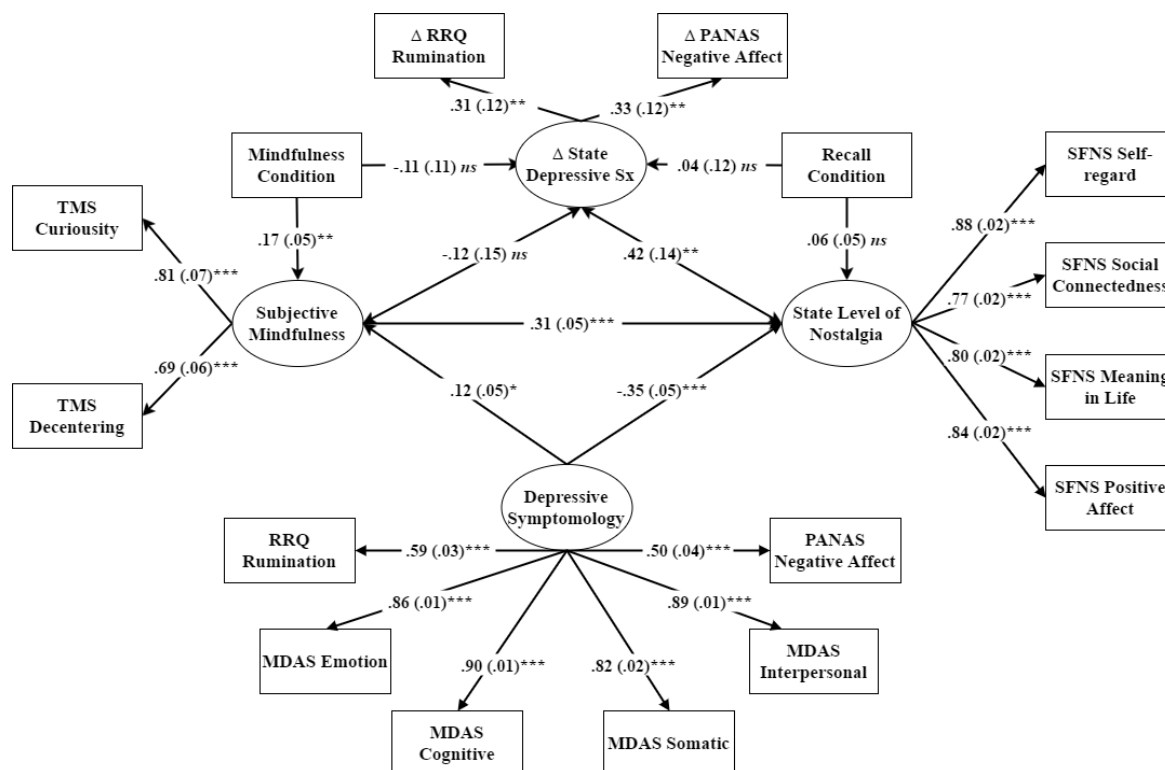 Δ RRQ
Rumination
Δ PANAS
Negative Affect
.31 (.12)**
.33 (.12)**
Mindfulness
Condition
-.11 (.11) ns
Δ State
Depressive Sx
.04 (.12) ns
Recall
Condition
SFNS Self-
regard
TMS
Curiousity
.17 (.05)**
-.12 (.15) ns
.42 (.14)**
.06 (.05) ns
.88 (.02)***
.81 (.07)***
SFNS Social
Connectedness
.77 (.02)***
Subjective
Mindfulness
.31 (.05)***
State Level of
Nostalgia
.80 (.02)***
.69 (.06)***
SFNS Meaning
in Life
TMS
Decentering
.12 (.05)*
-.35 (.05)***
.84 (.02)***
SFNS Positive
Affect
Depressive
Symptomology
RRQ
Rumination
.59 (.03)***
.50 (.04)***
PANAS
Negative Affect
.86 (.01)***
.89 (.01)***
MDAS Emotion
.90 (.01)***
.82 (.02)***
MDAS
Interpersonal
MDAS
Cognitive
MDAS Somatic